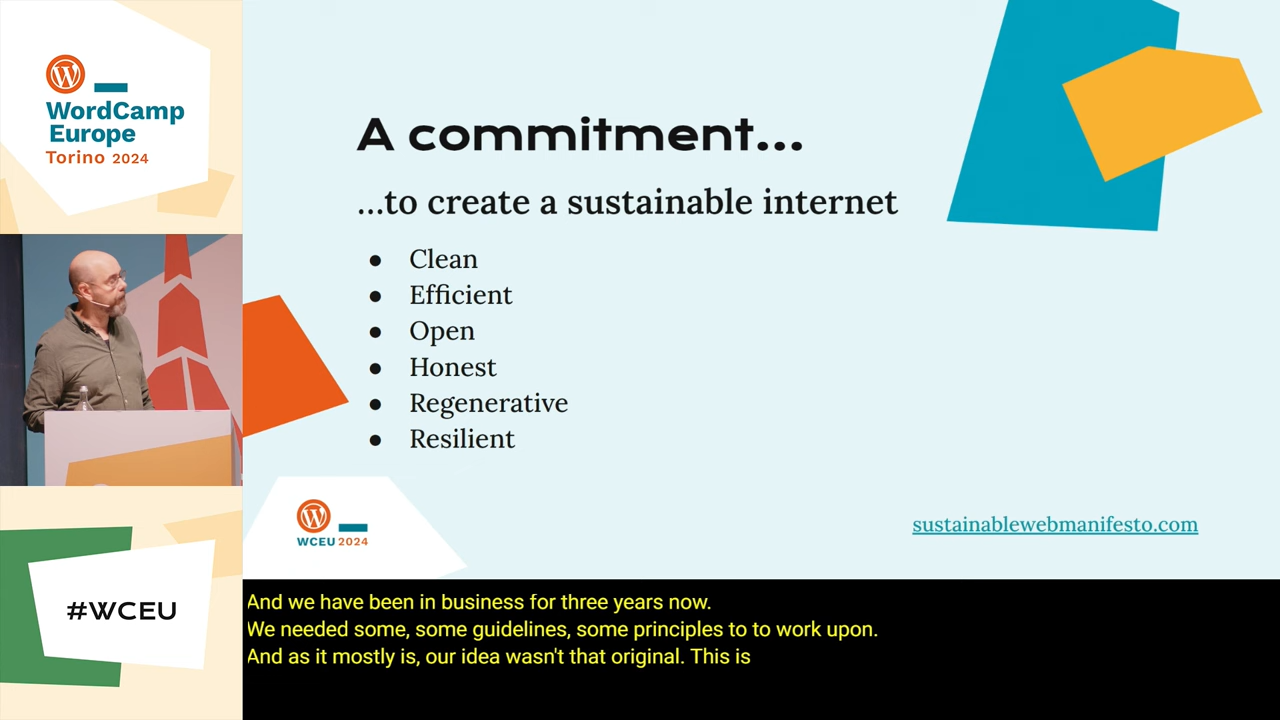 WordCamp
Europe
Torino 2024
#WCEU
A commitment...
...to create a sustainable internet
● Clean
● Efficient
● Open
● Honest
● Regenerative
● Resilient
WCEU 2024
sustainablewebmanifesto.com
And we have been in business for three years now.
We needed some, some guidelines, some principles to to work upon.
And as it mostly is, our idea wasn't that original. This is